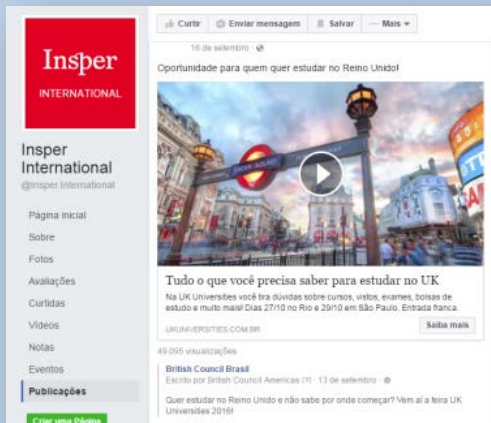 Insper
INTERNATIONAL
Insper
International
@Insper.International
Página inicial
Sobre
Fotos
Avaliações
Curtidas
Vídeos
Notas
Eventos
Publicações
Criar uma Página
Curtir
Enviar mensagem
Salvar
Mais
16 de setembro
Oportunidade para quem quer estudar no Reino Unido!
Tudo o que você precisa saber para estudar no UK
Na UK Universities você tira dúvidas sobre cursos, vistos, exames, bolsas de
estudo e muito mais! Dias 27/10 no Rio e 29/10 em São Paulo. Entrada franca.
UKUNIVERSITIES.COM.BR
Saiba mais
49.095 visualizações
British Council Brasil
Escrito por British Council Americas [?] · 13 de setembro
Quer estudar no Reino Unido e não sabe por onde começar? Vem aí a feira UK
Universities 2016!